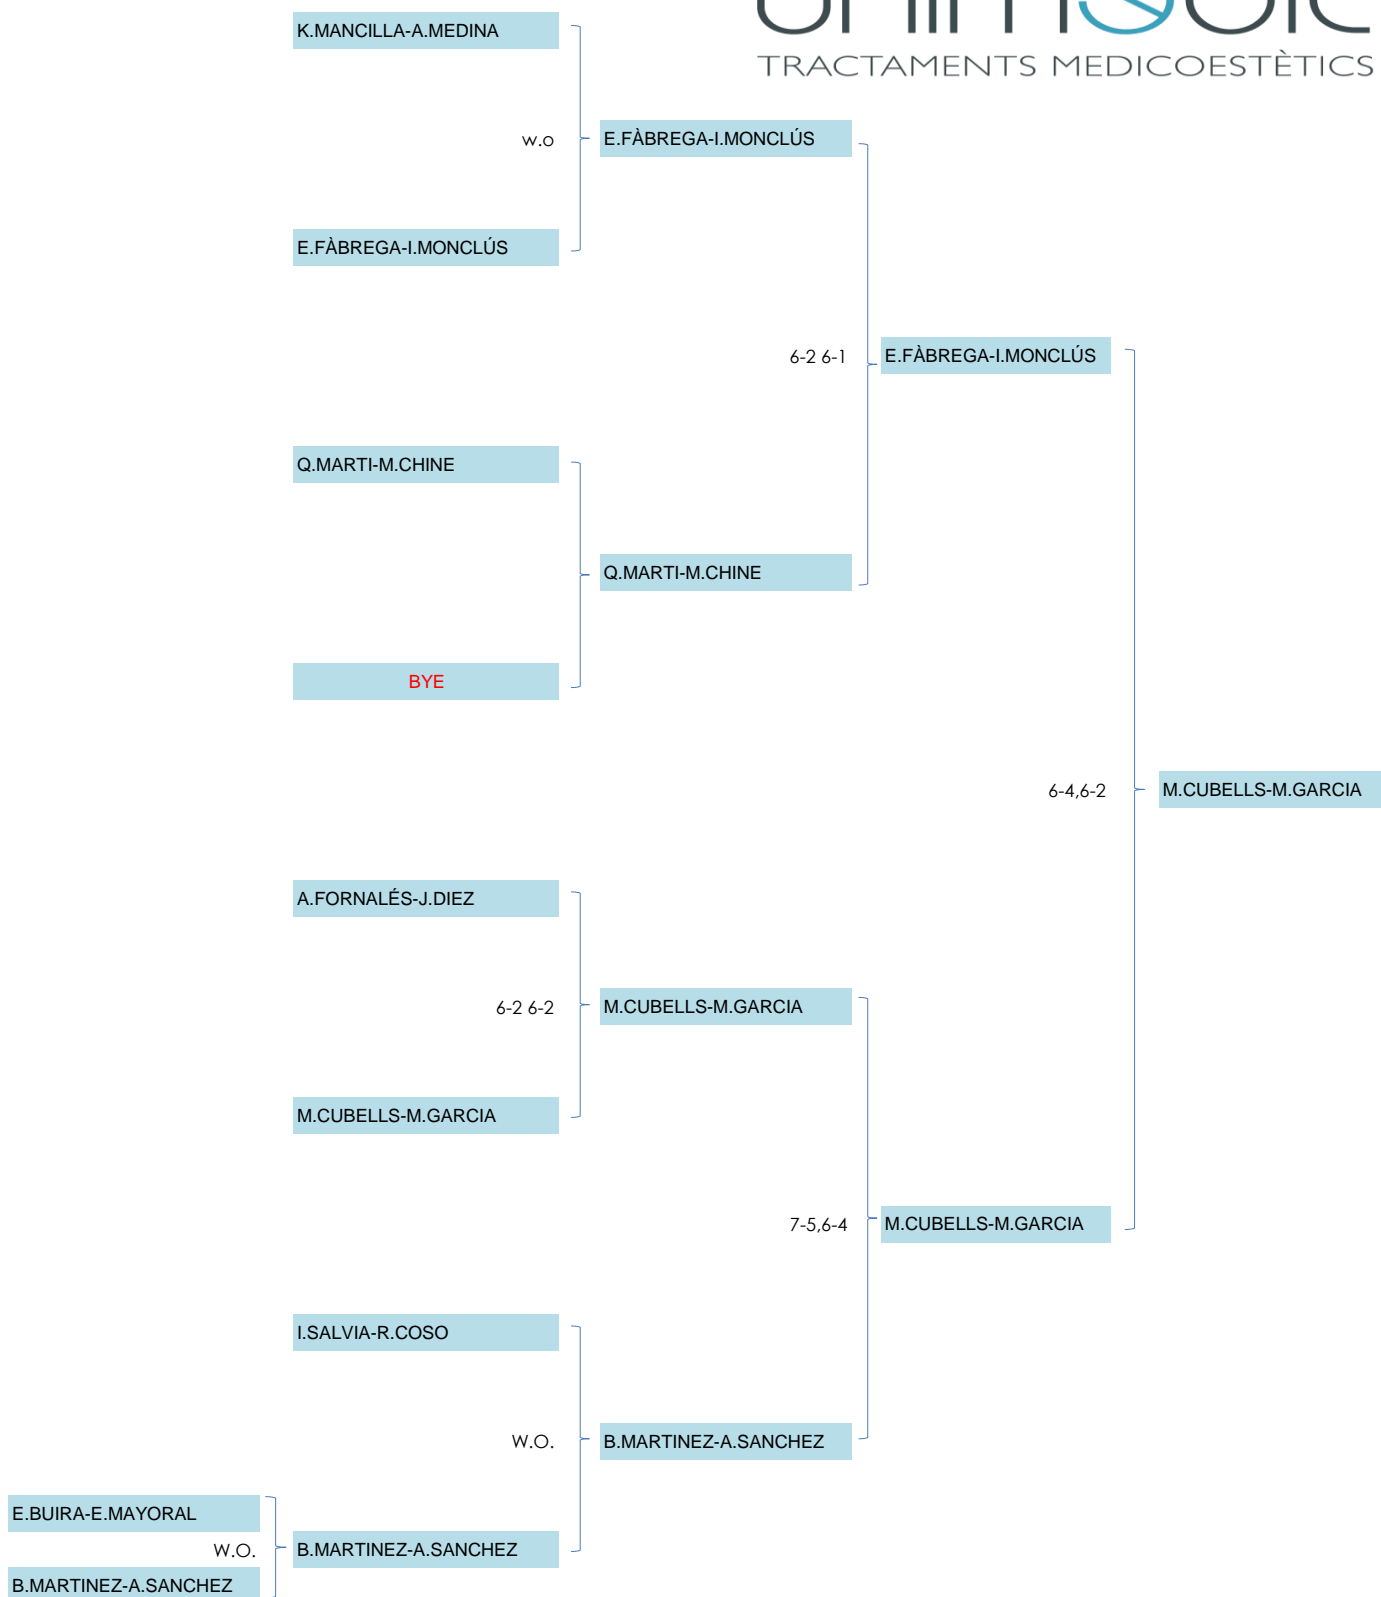 TRACTAMENTS MEDICOESTÈTICS
K.MANCILLA-A.MEDINA
w.o
E.FÀBREGA-I.MONCLÚS
E.FÀBREGA-I.MONCLÚS
6-2 6-1
E.FÀBREGA-I.MONCLÚS
Q.MARTI-M.CHINE
Q.MARTI-M.CHINE
BYE
6-4,6-2
M.CUBELLS-M.GARCIA
A.FORNALÉS-J.DIEZ
6-2 6-2
M.CUBELLS-M.GARCIA
M.CUBELLS-M.GARCIA
7-5,6-4
M.CUBELLS-M.GARCIA
I.SALVIA-R.COSO
W.O.
B.MARTINEZ-A.SANCHEZ
E.BUIRA-E.MAYORAL
W.O.
B.MARTINEZ-A.SANCHEZ
B.MARTINEZ-A.SANCHEZ